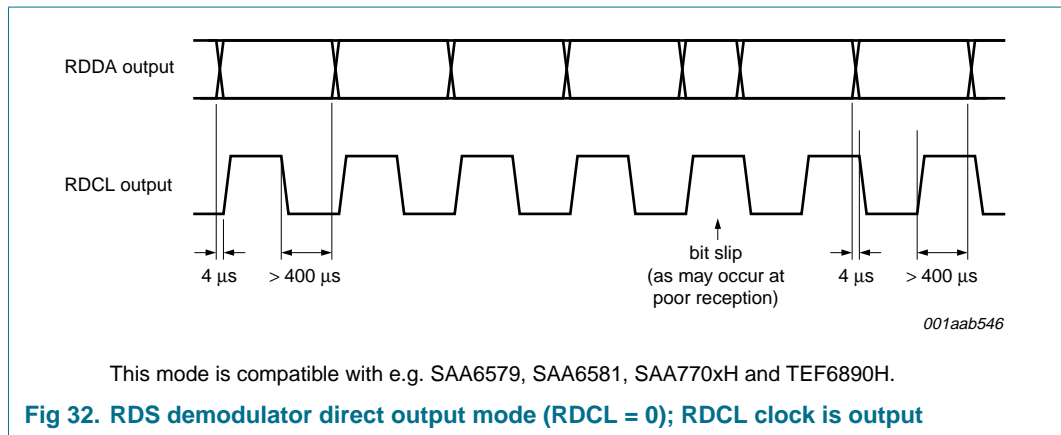 RDDA output
RDCL output
4 μs
> 400 μs
bit slip
(as may occur at
poor reception)
4 μs
> 400 μs
001aab546
This mode is compatible with e.g. SAA6579, SAA6581, SAA770xH and TEF6890H.
Fig 32. RDS demodulator direct output mode (RDCL = 0); RDCL clock is output